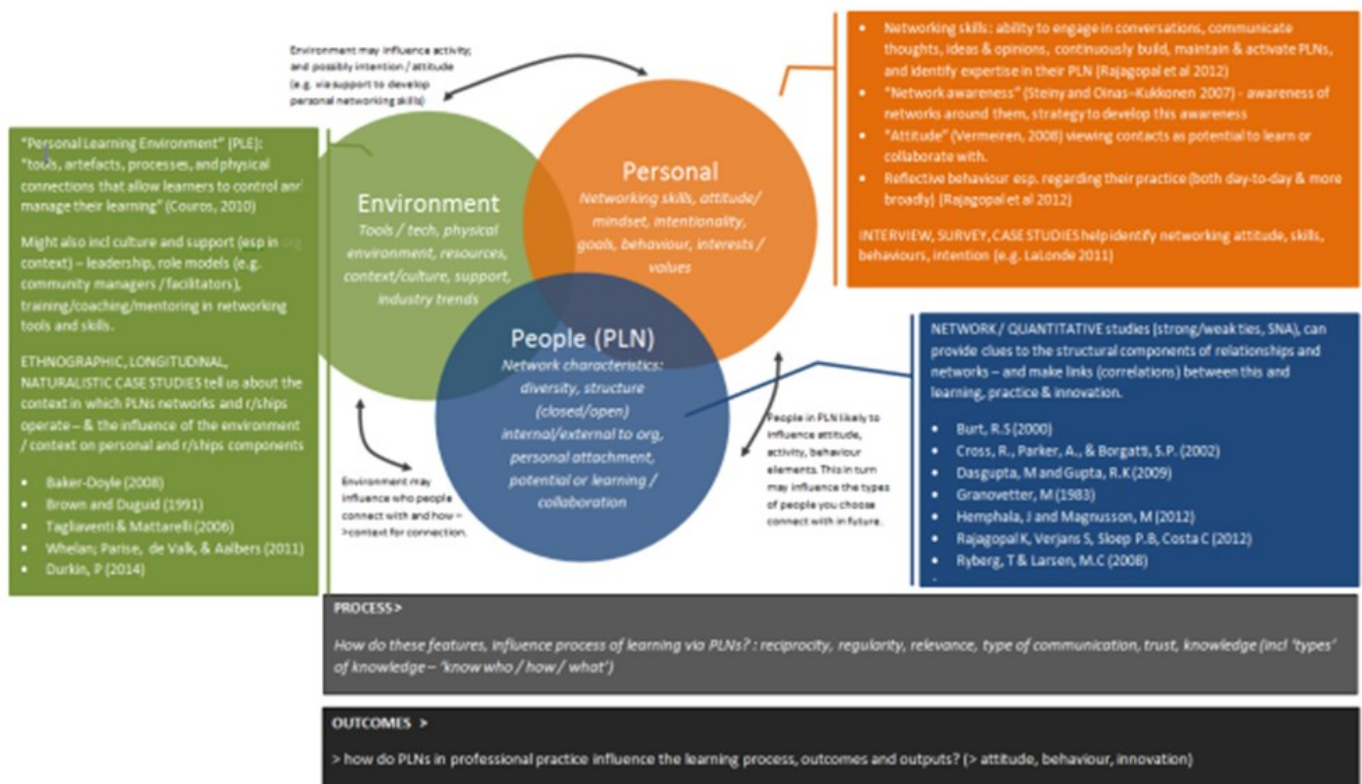 Environment may influence activity,
and possibly intention / attitude
(e.g. via support to develop
personal networking skills)
"Personal Learning Environment" (PLE):
"tools, artefacts, processes, and physical
connections that allow learners to control and
manage their learning" (Couros, 2010)
Might also incl culture and support (esp in org
context) – leadership, role models (e.g.
community managers / facilitators),
training/coaching/mentoring in networking
tools and skills.
ETHNOGRAPHIC, LONGITUDINAL,
NATURALISTIC CASE STUDIES tell us about the
context in which PLNs networks and r/ships
operate – & the influence of the environment
/ context on personal and r/ships components
• Baker-Doyle (2008)
• Brown and Duguid (1991)
• Tagliaventi & Mattarelli (2006)
• Whelan; Parise, de Valk, & Aalbers (2011)
• Durkin, P (2014)
Environment
Tools / tech, physical
environment, resources,
context/culture, support,
industry trends
Personal
Networking skills, attitude/
mindset, intentionality,
goals, behaviour, interests /
values
People (PLN)
Network characteristics:
diversity, structure
(closed/open)
internal/external to org,
personal attachment,
potential or learning /
collaboration
Environment may
influence who people
connect with and how –
>context for connection.
People in PLN likely to
influence attitude,
activity, behaviour
elements. This in turn
may influence the types
of people you choose
connect with in future.
• Networking skills: ability to engage in conversations, communicate
thoughts, ideas & opinions, continuously build, maintain & activate PLNs,
and identify expertise in their PLN (Rajagopal et al 2012)
• "Network awareness" (Steiny and Oinas-Kukkonen 2007) - awareness of
networks around them, strategy to develop this awareness
• "Attitude" (Vermeiren, 2008) viewing contacts as potential to learn or
collaborate with.
• Reflective behaviour esp. regarding their practice (both day-to-day & more
broadly) (Rajagopal et al 2012)
INTERVIEW, SURVEY, CASE STUDIES help identify networking attitude, skills,
behaviours, intention (e.g. LaLonde 2011)
NETWORK / QUANTITATIVE studies (strong/weak ties, SNA), can
provide clues to the structural components of relationships and
networks – and make links (correlations) between this and
learning, practice & innovation.
• Burt, R.S (2000)
• Cross, R., Parker, A., & Borgatti, S.P. (2002)
• Dasgupta, M and Gupta, R.K (2009)
• Granovetter, M (1983)
• Hemphala, J and Magnusson, M (2012)
• Rajagopal K, Verjans S, Sloep P.B, Costa C (2012)
• Ryberg, T & Larsen, M.C (2008)
PROCESS>
How do these features, influence process of learning via PLNs? : reciprocity, regularity, relevance, type of communication, trust, knowledge (incl 'types'
of knowledge – 'know who / how / what')
OUTCOMES >
> how do PLNs in professional practice influence the learning process, outcomes and outputs? (> attitude, behaviour, innovation)